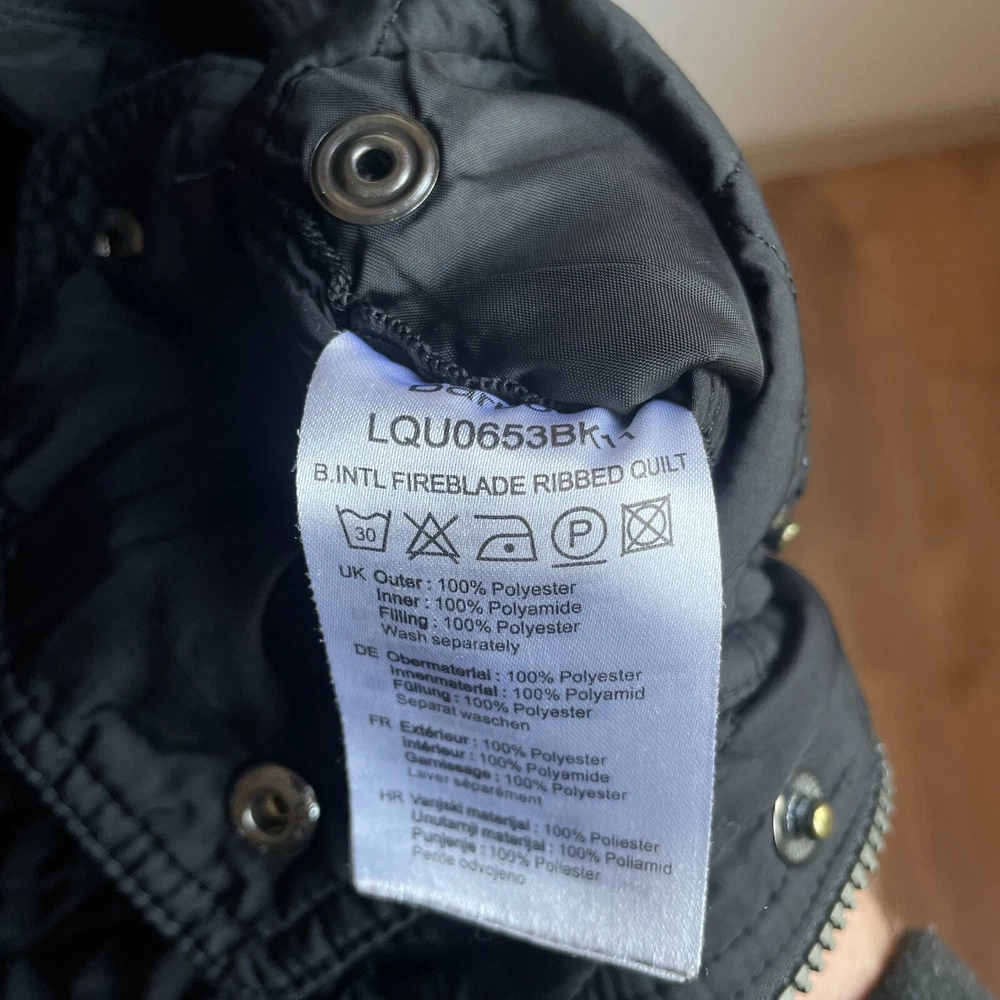 LQU0653BK11
B.INTL FIREBLADE RIBBED QUILT
30
P
UK Outer : 100% Polyester
Inner : 100% Polyamide
Filling : 100% Polyester
Wash separately
DE Obermaterial : 100% Polyester
Innenmaterial : 100% Polyamid
Füllung : 100% Polyester
Separat waschen
FR Extérieur : 100% Polyester
Intérieur : 100% Polyamide
Garnissage : 100% Polyester
Laver séparément
HR Vanjski materijal : 100% Poliester
Unutarnji materijal : 100% Poliamid
Punjenje : 100% Poliester
Perite odvojeno